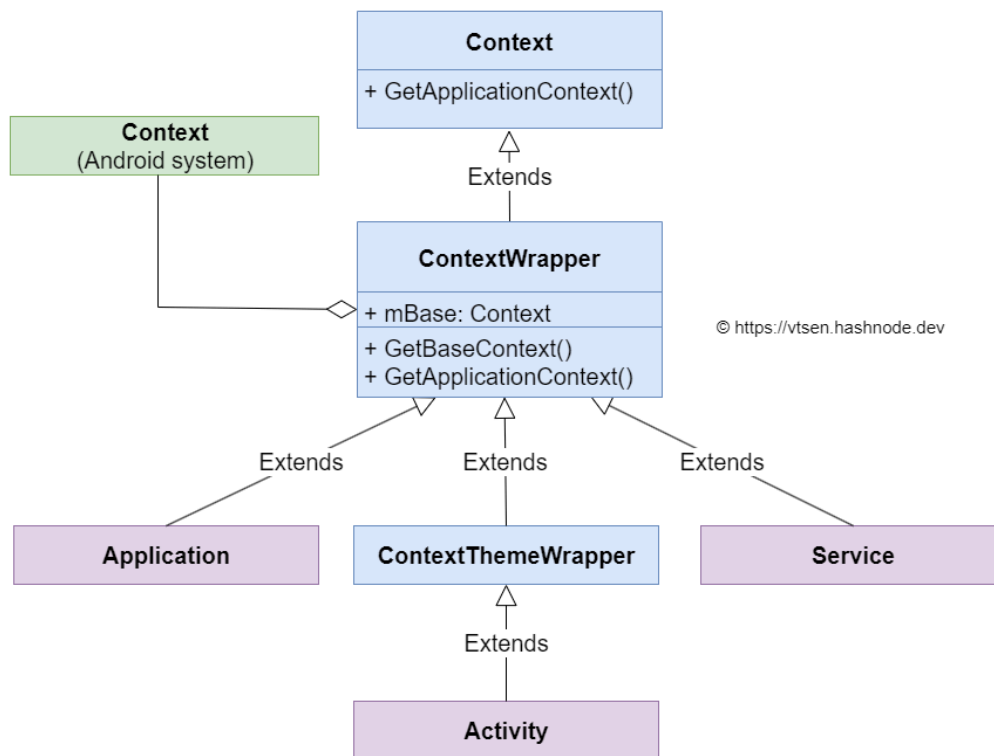 Context
+ GetApplicationContext()
Context
(Android system)
Extends
ContextWrapper
+ mBase: Context
+ GetBaseContext()
+ GetApplicationContext()
© https://vtsen.hashnode.dev
Extends
Extends
Extends
Application
ContextThemeWrapper
Service
Extends
Activity